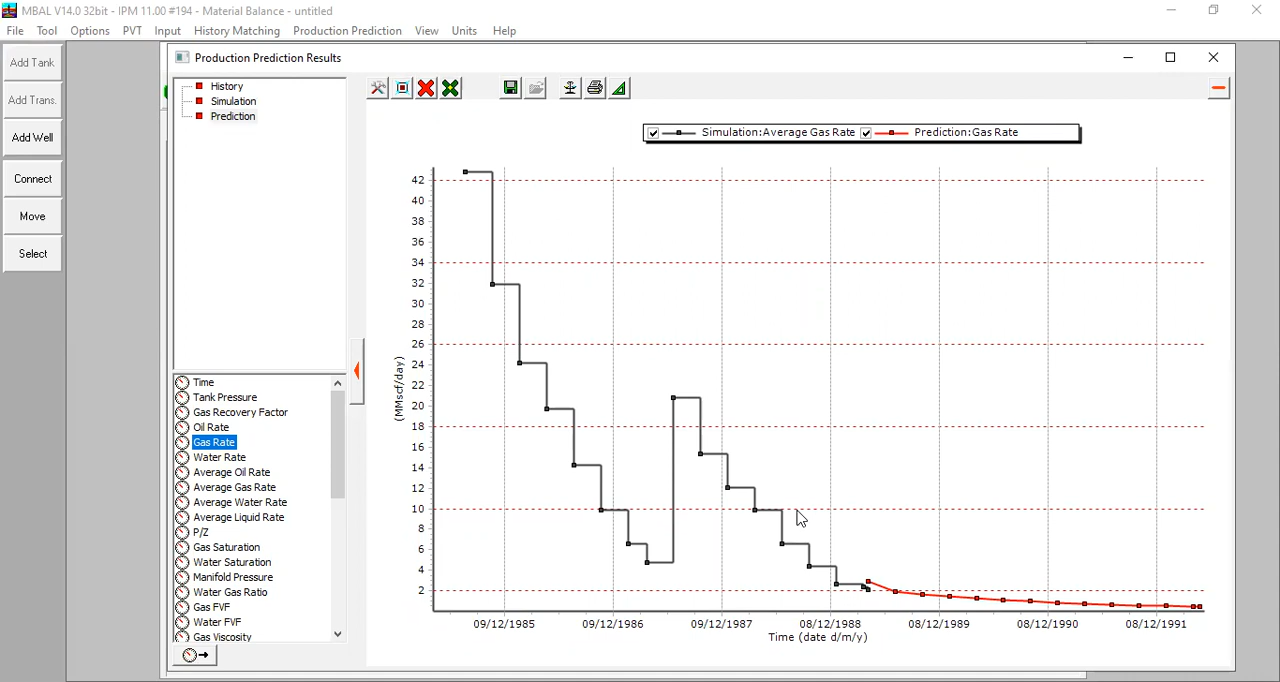 MBAL V14.0 32bit - IPM 11.00 #194 - Material Balance - untitled
File Tool Options PVT Input History Matching Production Prediction View Units Help
Add Tank
Add Trans.
Add Well
Connect
Move
Select
Production Prediction Results
History
Simulation
Prediction
Time
Tank Pressure
Gas Recovery Factor
Oil Rate
Gas Rate
Water Rate
Average Oil Rate
Average Gas Rate
Average Water Rate
Average Liquid Rate
P/Z
Gas Saturation
Water Saturation
Manifold Pressure
Water Gas Ratio
Gas FVF
Water FVF
Gas Viscosity
Simulation:Average Gas Rate Prediction:Gas Rate
42
40
38
36
34
32
30
28
26
24
22
20
18
16
14
12
10
8
6
4
2
(MMscf/day)
09/12/1985 09/12/1986 09/12/1987 08/12/1988 08/12/1989 08/12/1990 08/12/1991
Time (date d/m/y)